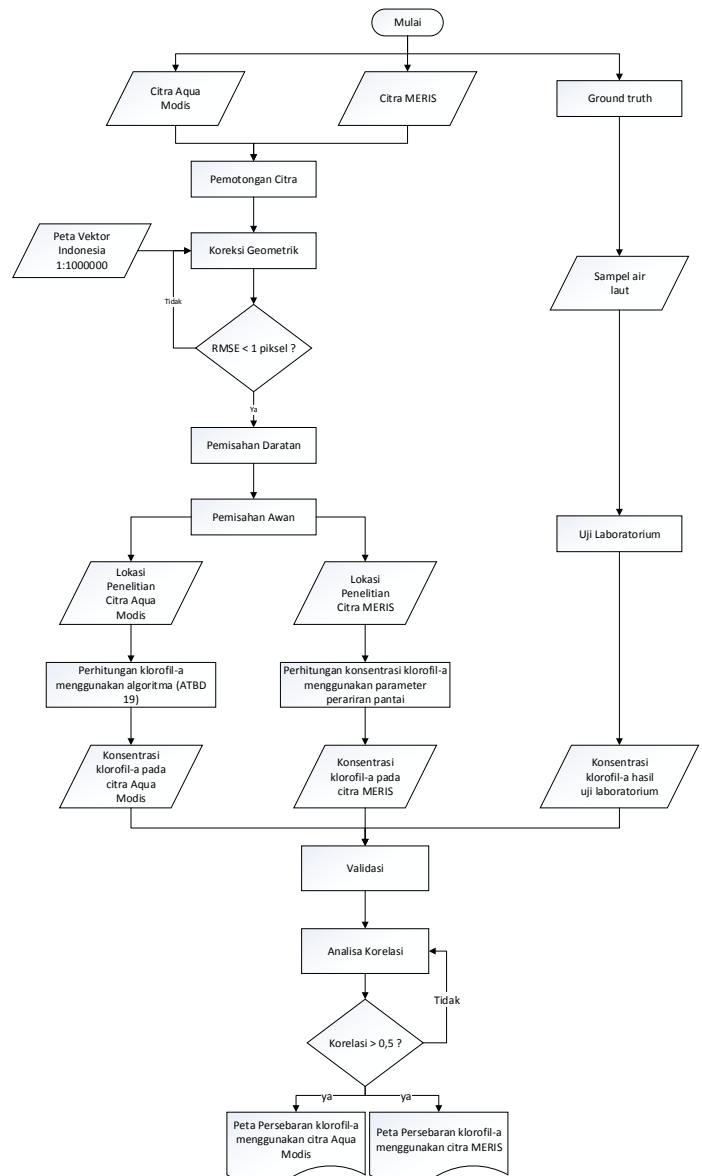 Mulai
Citra Aqua
Modis
Citra MERIS
Ground truth
Pemotongan Citra
Peta Vektor
Indonesia
1:1000000
Koreksi Geometrik
Sampel air
laut
Tidak
RMSE < 1 piksel ?
Ya
Pemisahan Daratan
Pemisahan Awan
Uji Laboratorium
Lokasi
Penelitian
Citra Aqua
Modis
Lokasi
Penelitian
Citra MERIS
Perhitungan klorofil-a
menggunakan algoritma (ATBD
19)
Perhitungan konsentrasi klorofil-a
menggunakan parameter
perariran pantai
Konsentrasi
klorofil-a pada
citra Aqua
Modis
Konsentrasi
klorofil-a pada
citra MERIS
Konsentrasi
klorofil-a hasil
uji laboratorium
Validasi
Analisa Korelasi
Tidak
Korelasi > 0,5 ?
ya
ya
Peta Persebaran klorofil-a
menggunakan citra Aqua
Modis
Peta Persebaran klorofil-a
menggunakan citra MERIS